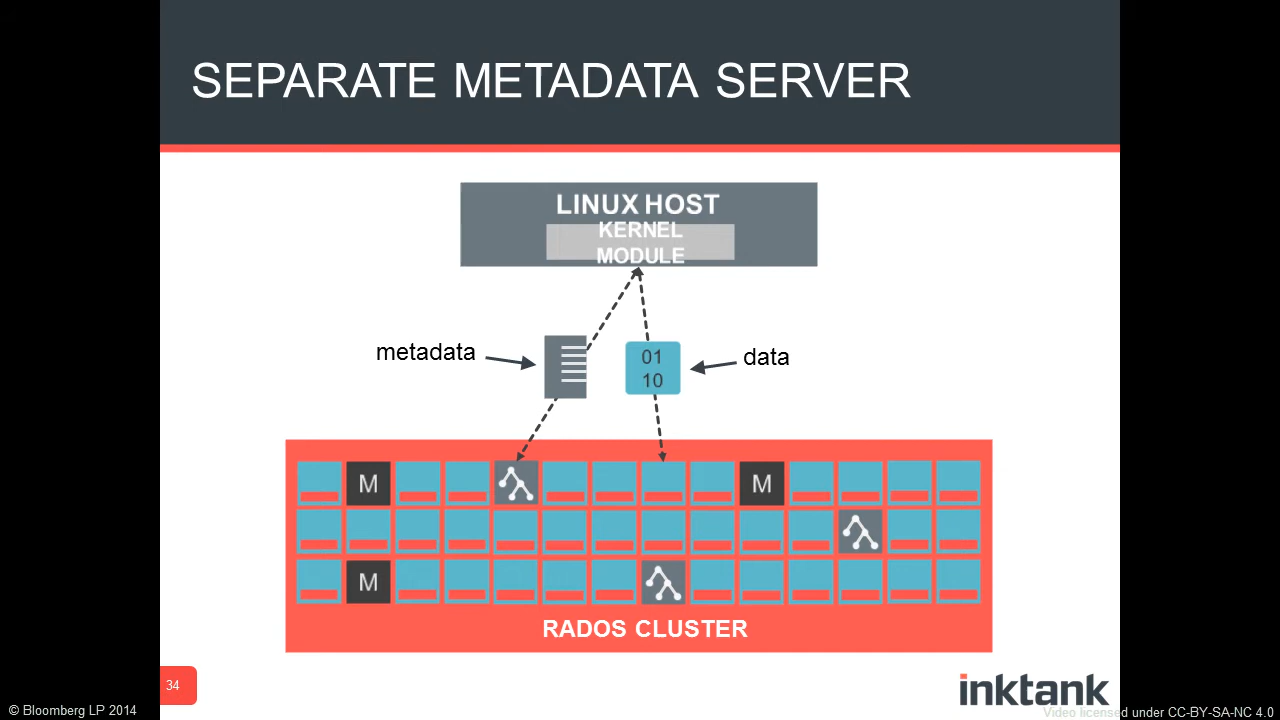 SEPARATE METADATA SERVER
LINUX HOST
KERNEL
MODULE
metadata
01
10
data
M
M
M
RADOS CLUSTER
34
inktank
© Bloomberg LP 2014
Video licensed under CC-BY-SA-NC 4.0